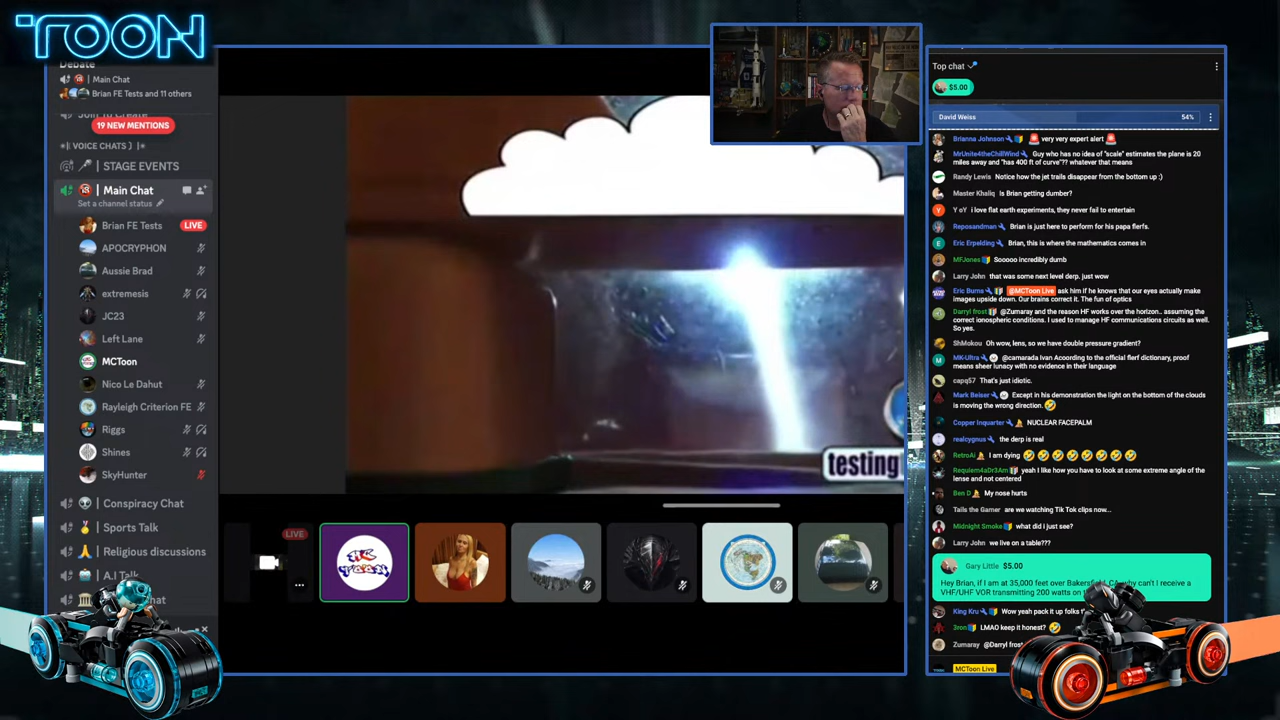 TOON
Debate
Main Chat
Brian FE Tests and 11 others
Join To Create
19 NEW MENTIONS
VOICE CHATS
STAGE EVENTS
Main Chat
Set a channel status
Brian FE Tests LIVE
APOCRYPHON
Aussie Brad
extremesis
JC23
Left Lane
MCToon
Nico Le Dahut
Rayleigh Criterion FE
Riggs
Shines
SkyHunter
Conspiracy Chat
Sports Talk
Religious discussions
A.I Talk
testing
LIVE
MC
TOON
Top chat
$5.00
David Weiss 54%
Brianna Johnson very very expert alert
MrUnite4theChillWind Guy who has no idea of "scale" estimates the plane is 20
miles away and "has 400 ft of curve"?? whatever that
means
Randy Lewis Notice how the jet trails disappear from the bottom up :)
Master Khaliq Is Brian getting dumber?
Y oY i love flat earth experiments, they never fail to
entertain
Reposandman Brian is just here to perform for his papa flerfs.
Eric Erpelding Brian, this is where the mathematics comes in
MFJones Sooooo incredibly dumb
Larry John that was some next level derp. just wow
Eric Burns @MCToon Live ask him if he knows that our eyes actually make
images upside down. Our brains correct it. The fun of optics
Darryl frost @Zumaray and the reason HF works over the horizon.. assuming the
correct ionospheric conditions. I used to manage HF communications circuits as well.
So yes.
ShMokou Oh wow, lens, so we have double pressure gradient?
MK-Ultra @camarada Ivan Acoording to the official flerf dictionary, proof
means sheer lunacy with no evidence in their language
capq57 That's just idiotic.
Mark Beiser Except in his demonstration the light on the bottom of the clouds
is moving the wrong direction.
Copper Inquarter NUCLEAR FACEPALM
realcygnus the derp is real
RetroAi I am dying
Requiem4aDr3Am yeah I like how you have to look at some extreme angle of the
lense and not centered
Ben D My nose hurts
Tails the Gamer are we watching Tik Tok clips now...
Midnight Smoke what did I just see?
Larry John we live on a table???
Gary Little $5.00
Hey Brian, if I am at 35,000 feet over Bakersfield, CA, why can't I receive a
VHF/UHF VOR transmitting 200 watts on
King Kru Wow yeah pack it up folks
3ron LMAO keep it honest?
Zumaray @Darryl frost
MCToon Live